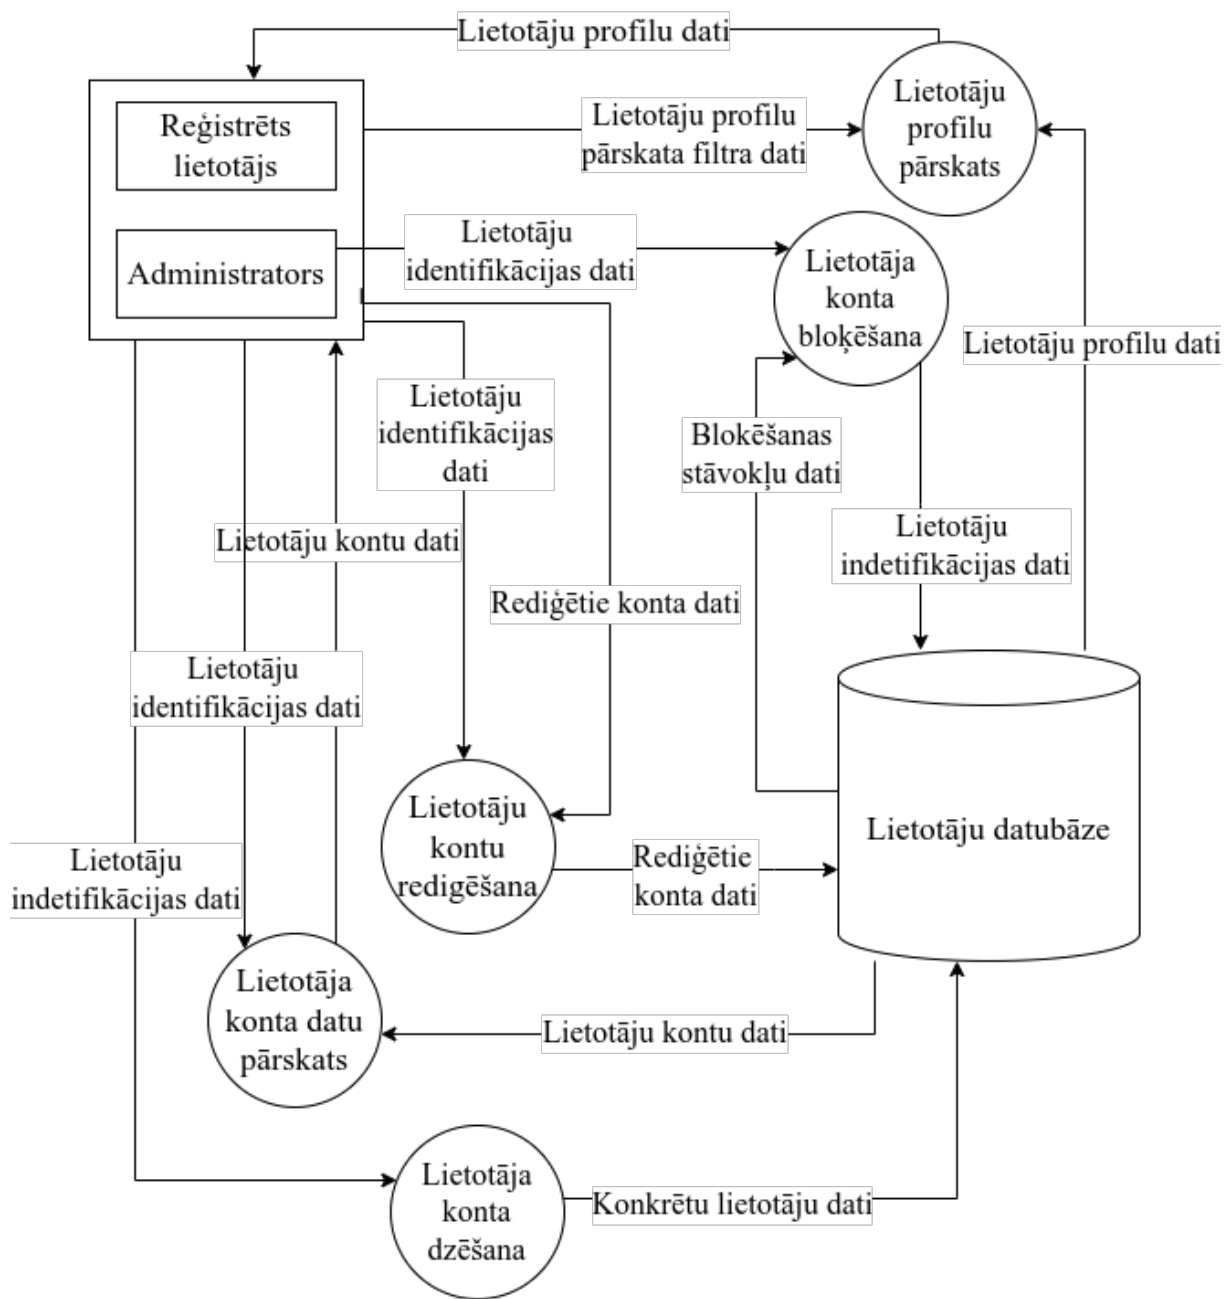 Lietotāju profilu dati
Reģistrēts
lietotājs
Lietotāju profilu
pārskata filtra dati
Lietotāju
profilu
pārskats
Administrators
Lietotāju
identifikācijas dati
Lietotāja
konta
bloķēšana
Lietotāju profilu dati
Lietotāju
identifikācijas
dati
Blokēšanas
stāvokļu dati
Lietotāju kontu dati
Lietotāju
indetifikācijas dati
Rediģētie konta dati
Lietotāju
identifikācijas dati
Lietotāju
kontu
redigēšana
Lietotāju datubāze
Lietotāju
indetifikācijas dati
Rediģētie
konta dati
Lietotāja
konta datu
pārskats
Lietotāju kontu dati
Lietotāja
konta
dzēšana
Konkrētu lietotāju dati